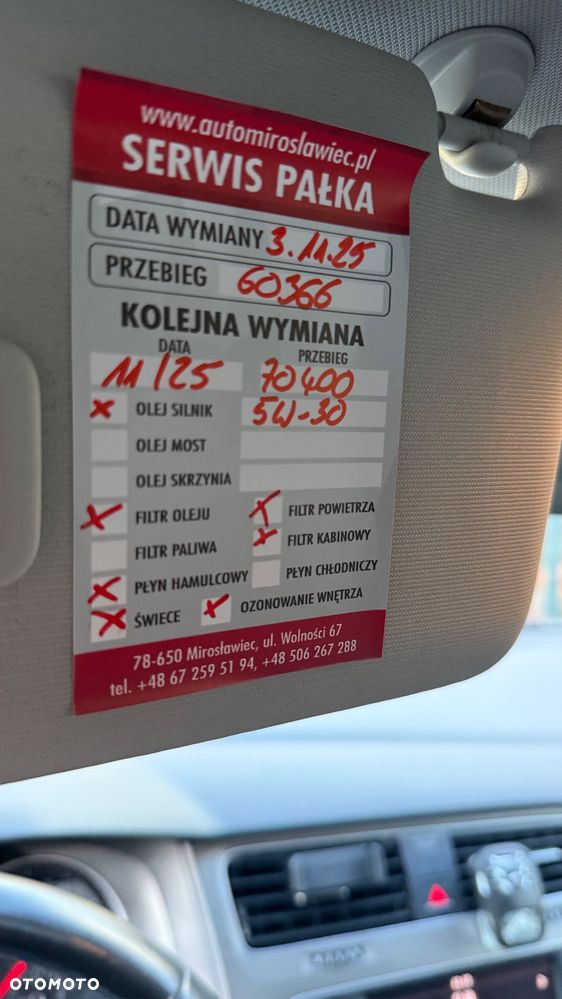 www.automiroslawiec.pl
SERWIS PAŁKA
DATA WYMIANY 3.11.25
PRZEBIEG 60366
KOLEJNA WYMIANA
DATA PRZEBIEG
11/25 70400
x OLEJ SILNIK 5W-30
OLEJ MOST
OLEJ SKRZYNIA
x FILTR OLEJU x FILTR POWIETRZA
FILTR PALIWA x FILTR KABINOWY
x PŁYN HAMULCOWY PŁYN CHŁODNICZY
x ŚWIECE x OZONOWANIE WNĘTRZA
78-650 Mirosławiec, ul. Wolności 67
tel. +48 67 259 51 94, +48 506 267 288
OTOMOTO